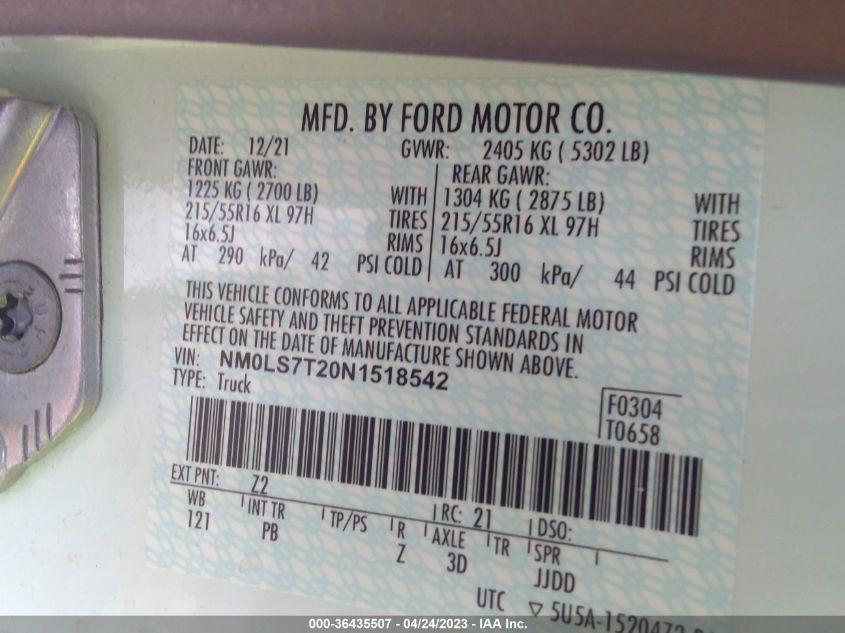 MFD. BY FORD MOTOR CO.
DATE: 12/21 GVWR: 2405 KG ( 5302 LB)
FRONT GAWR: REAR GAWR:
1225 KG ( 2700 LB) WITH 1304 KG ( 2875 LB) WITH
215/55R16 XL 97H TIRES 215/55R16 XL 97H TIRES
16x6.5J RIMS 16x6.5J RIMS
AT 290 kPa/ 42 PSI COLD AT 300 kPa/ 44 PSI COLD
THIS VEHICLE CONFORMS TO ALL APPLICABLE FEDERAL MOTOR
VEHICLE SAFETY AND THEFT PREVENTION STANDARDS IN
EFFECT ON THE DATE OF MANUFACTURE SHOWN ABOVE.
VIN: NM0LS7T20N1518542
TYPE: Truck
F0304
T0658
EXT PNT: Z2 RC: 21 DSO:
WB INT TR TP/PS R AXLE TR SPR
121 PB Z 3D JJDD
UTC ▽ 5U5A-1520472
000-36435507 - 04/24/2023 - IAA Inc.